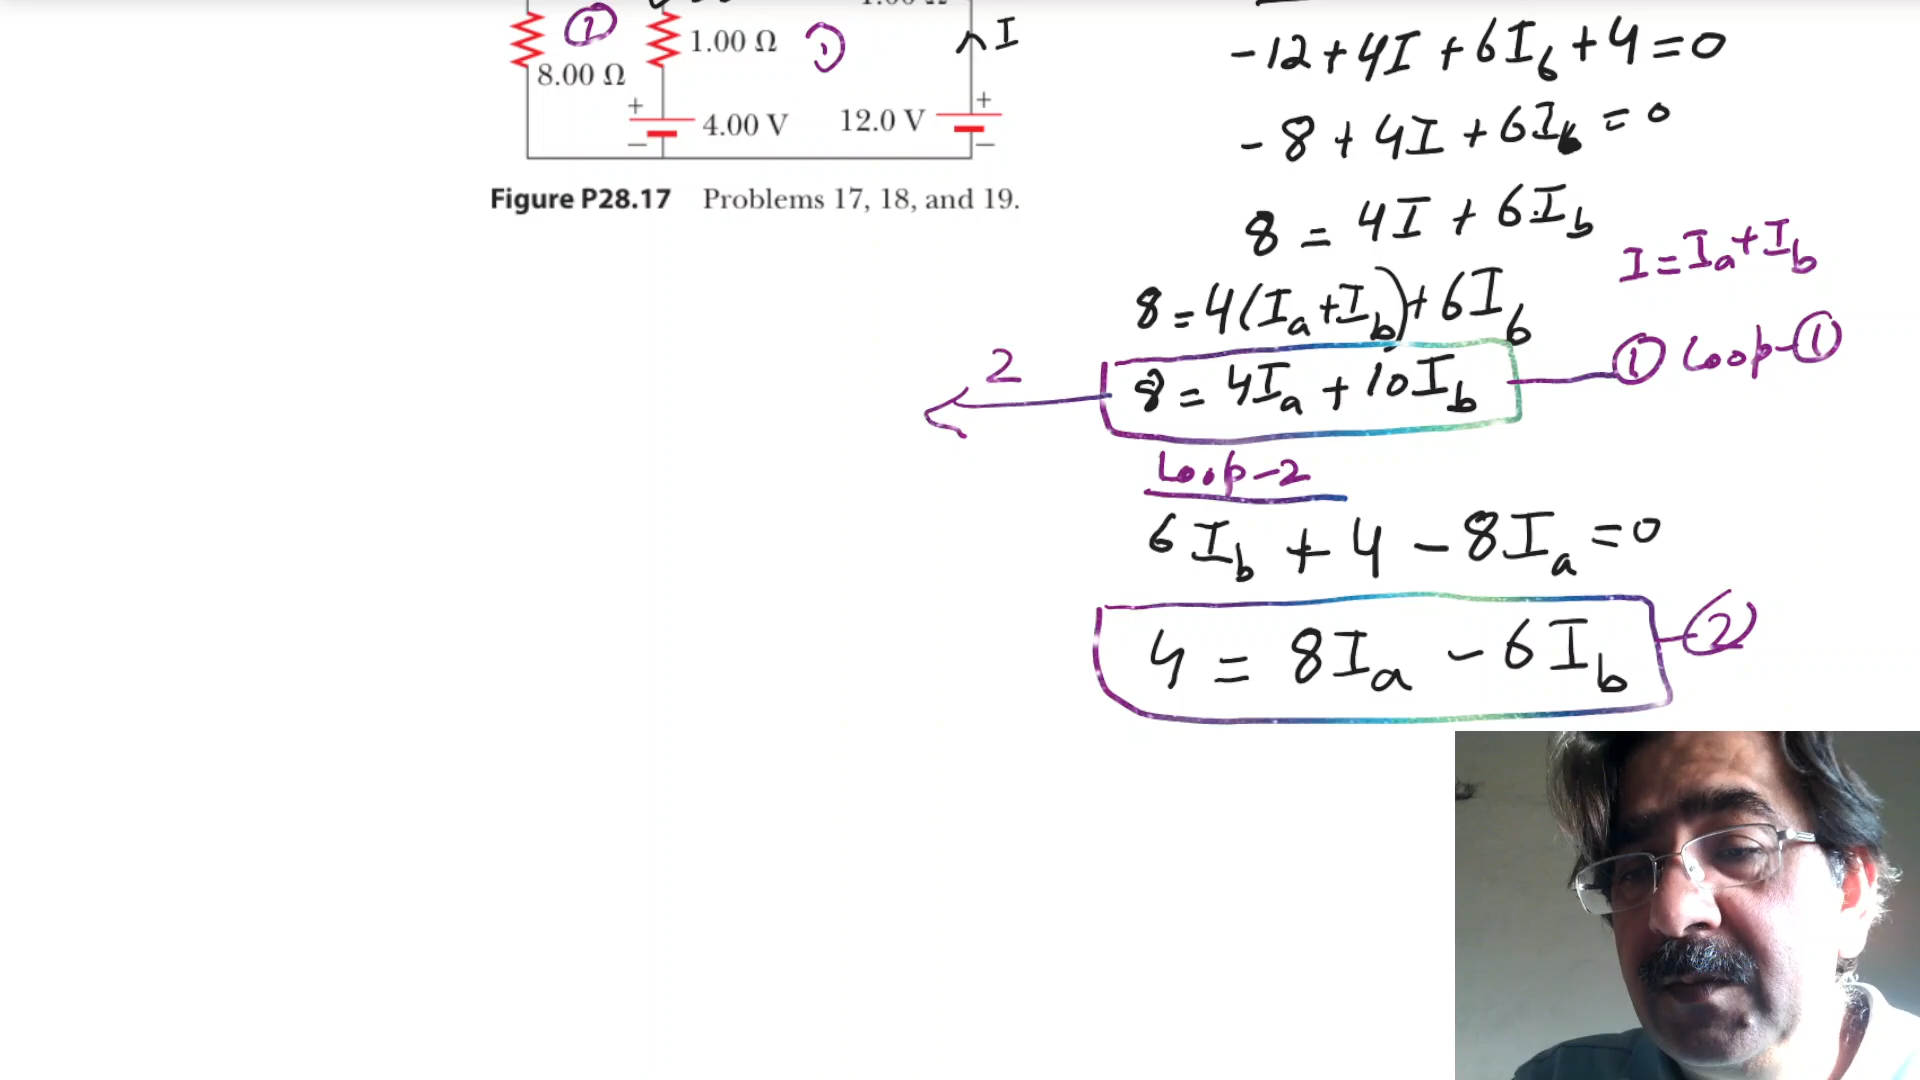 ②
1.00 Ω
①
I
8.00 Ω
+
4.00 V
12.0 V
+
−
−
Figure P28.17 Problems 17, 18, and 19.
-12+4I+6I_b+4=0
-8+4I+6I_b=0
8=4I+6I_b
I=I_a+I_b
8=4(I_a+I_b)+6I_b
2
8=4I_a+10I_b
① Loop-①
Loop-2
6I_b+4-8I_a=0
4=8I_a-6I_b
②